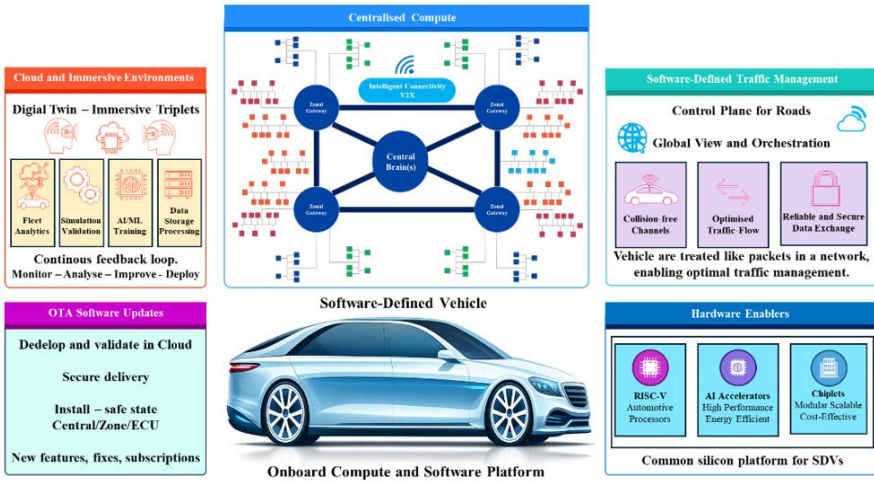 Centralised Compute
Intelligent Connectivity
V2X
Zonal
Gateway
Zonal
Gateway
Central
Brain(s)
Zonal
Gateway
Zonal
Gateway
Software-Defined Vehicle
Cloud and Immersive Environments
Digial Twin – Immersive Triplets
Fleet
Analytics
Simulation
Validation
AI/ML
Training
Data
Storage
Processing
Continous feedback loop.
Monitor – Analyse – Improve - Deploy
Software-Defined Traffic Management
Control Plane for Roads
Global View and Orchestration
Collision-free
Channels
Optimised
Traffic-Flow
Reliable and Secure
Data Exchange
Vehicle are treated like packets in a network,
enabling optimal traffic management.
OTA Software Updates
Dedelop and validate in Cloud
Secure delivery
Install – safe state
Central/Zone/ECU
New features, fixes, subscriptions
Onboard Compute and Software Platform
Hardware Enablers
RISC-V
Automotive
Processors
AI Accelerators
High Performance
Energy Efficient
Chiplets
Modular Scalable
Cost-Effective
Common silicon platform for SDVs